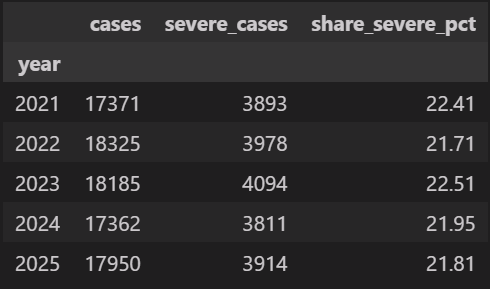 cases severe_cases share_severe_pct
year
2021 17371 3893 22.41
2022 18325 3978 21.71
2023 18185 4094 22.51
2024 17362 3811 21.95
2025 17950 3914 21.81